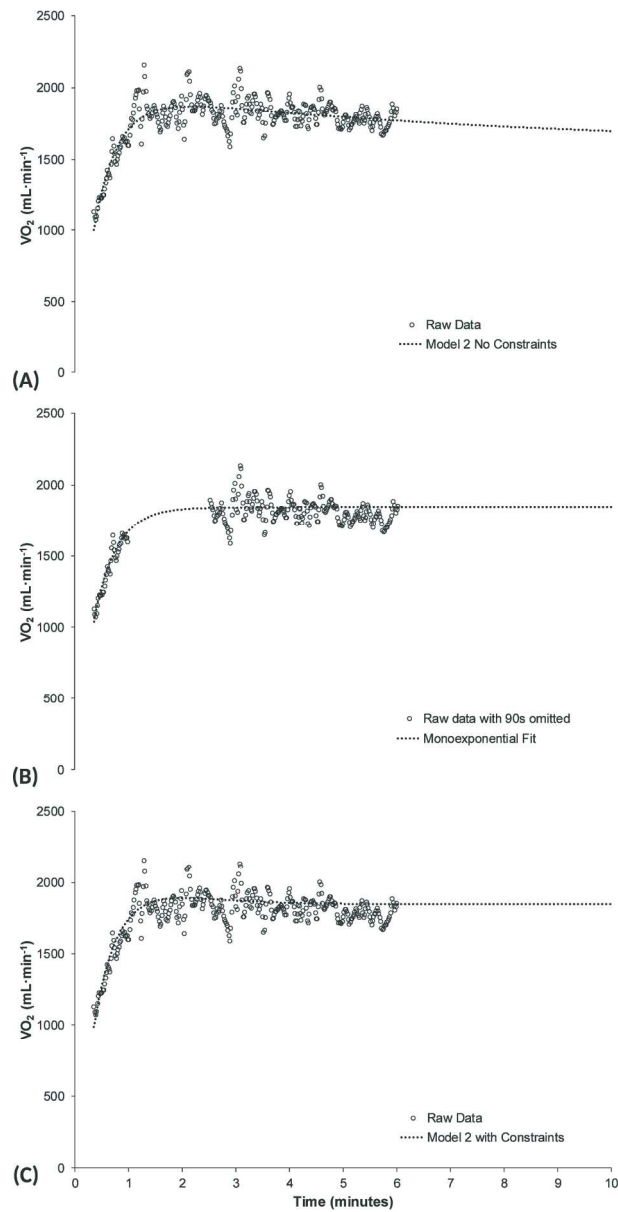 2500
2000
1500
1000
500
0
VO₂ (mL·min⁻¹)
Raw Data
Model 2 No Constraints
(A)
2500
2000
1500
1000
500
0
VO₂ (mL·min⁻¹)
Raw data with 90s omitted
Monoexponential Fit
(B)
2500
2000
1500
1000
500
0
VO₂ (mL·min⁻¹)
Raw Data
Model 2 with Constraints
(C)
0 1 2 3 4 5 6 7 8 9 10
Time (minutes)